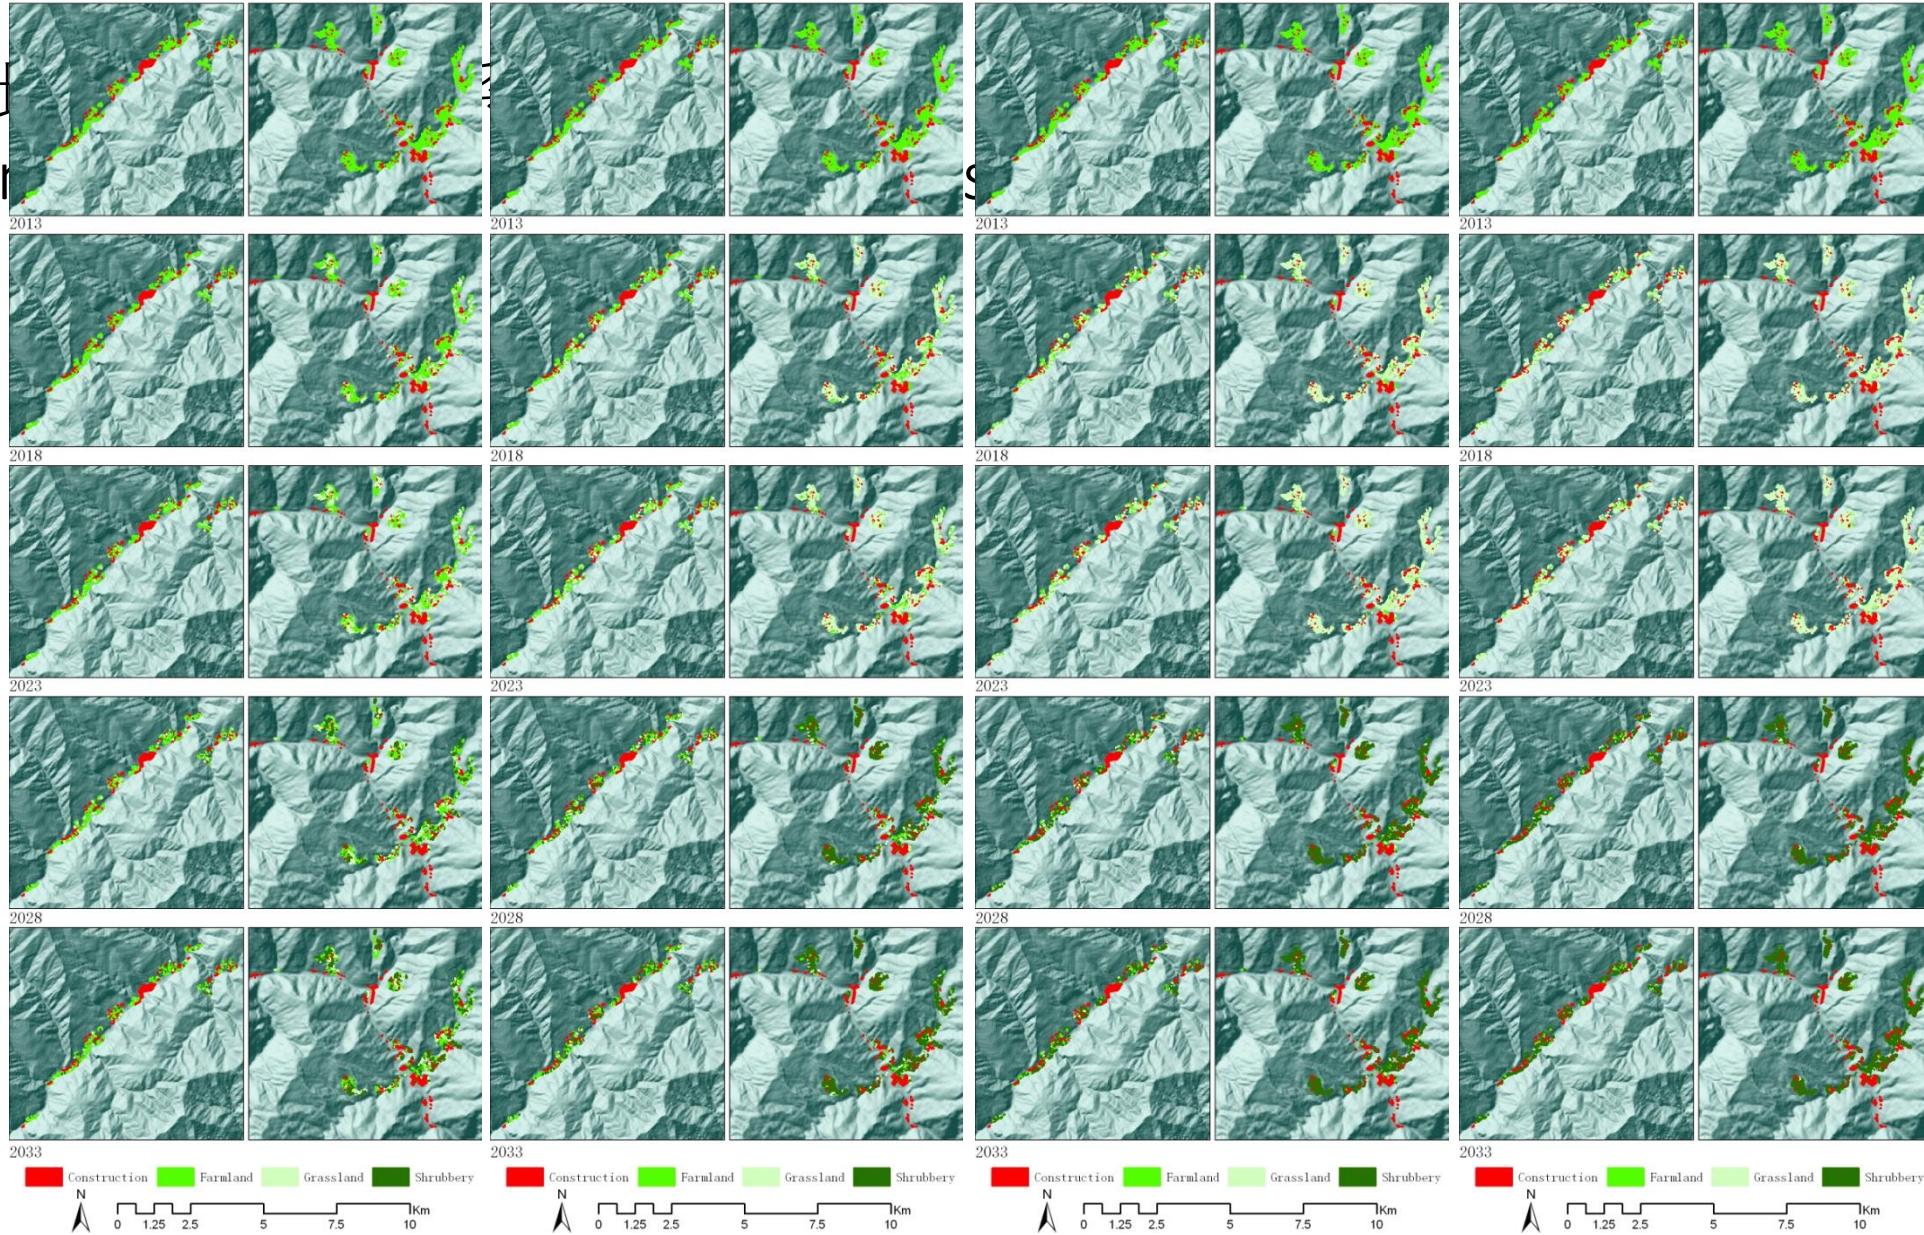 2013 2013 2013 2013
2018 2018 2018 2018
2023 2023 2023 2023
2028 2028 2028 2028
2033 2033 2033 2033
Construction Farmland Grassland Shrubbery Construction Farmland Grassland Shrubbery Construction Farmland Grassland Shrubbery Construction Farmland Grassland Shrubbery
N N N N
Km Km Km Km
0 1.25 2.5 5 7.5 10 0 1.25 2.5 5 7.5 10 0 1.25 2.5 5 7.5 10 0 1.25 2.5 5 7.5 10